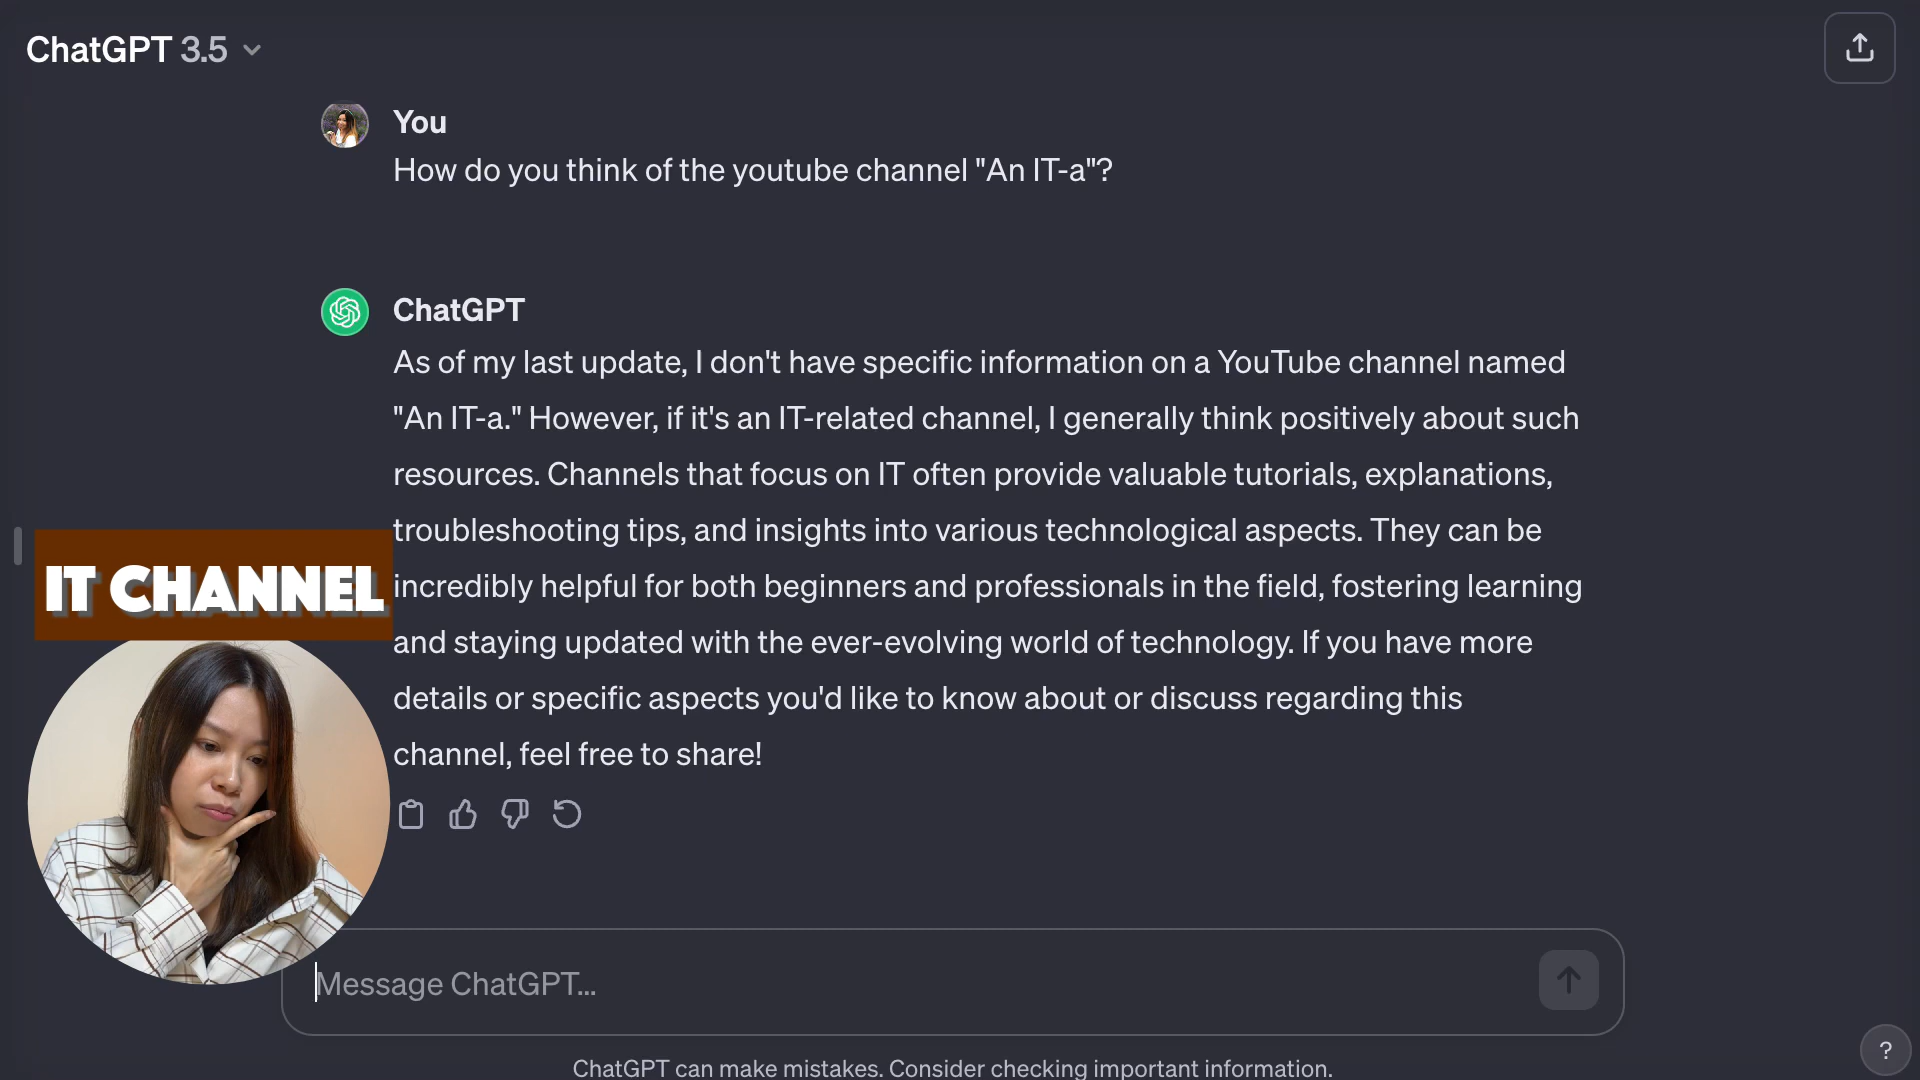 ChatGPT 3.5
You
How do you think of the youtube channel "An IT-a"?
ChatGPT
As of my last update, I don't have specific information on a YouTube channel named
"An IT-a." However, if it's an IT-related channel, I generally think positively about such
resources. Channels that focus on IT often provide valuable tutorials, explanations,
troubleshooting tips, and insights into various technological aspects. They can be
incredibly helpful for both beginners and professionals in the field, fostering learning
and staying updated with the ever-evolving world of technology. If you have more
details or specific aspects you'd like to know about or discuss regarding this
channel, feel free to share!
IT CHANNEL
Message ChatGPT...
ChatGPT can make mistakes. Consider checking important information.
?